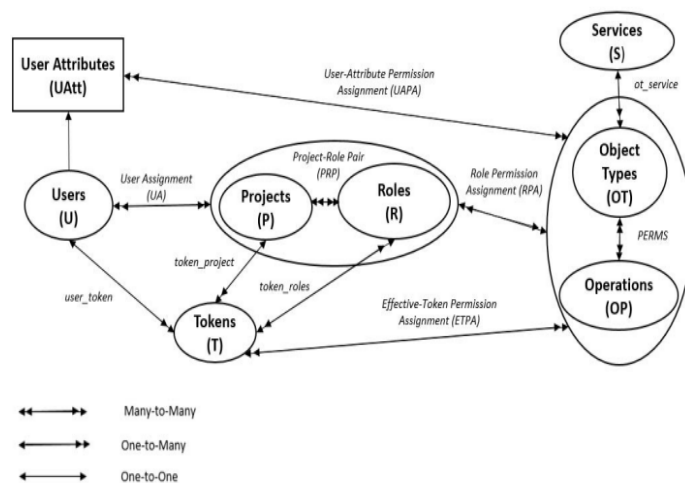 User Attributes
(UAtt)
Services
(S)
User-Attribute Permission
Assignment (UAPA)
ot_service
Object
Types
(OT)
Project-Role Pair
(PRP)
User Assignment
(UA)
Users
(U)
Projects
(P)
Roles
(R)
Role Permission
Assignment (RPA)
PERMS
token_project
token_roles
user_token
Operations
(OP)
Effective-Token Permission
Assignment (ETPA)
Tokens
(T)
Many-to-Many
One-to-Many
One-to-One